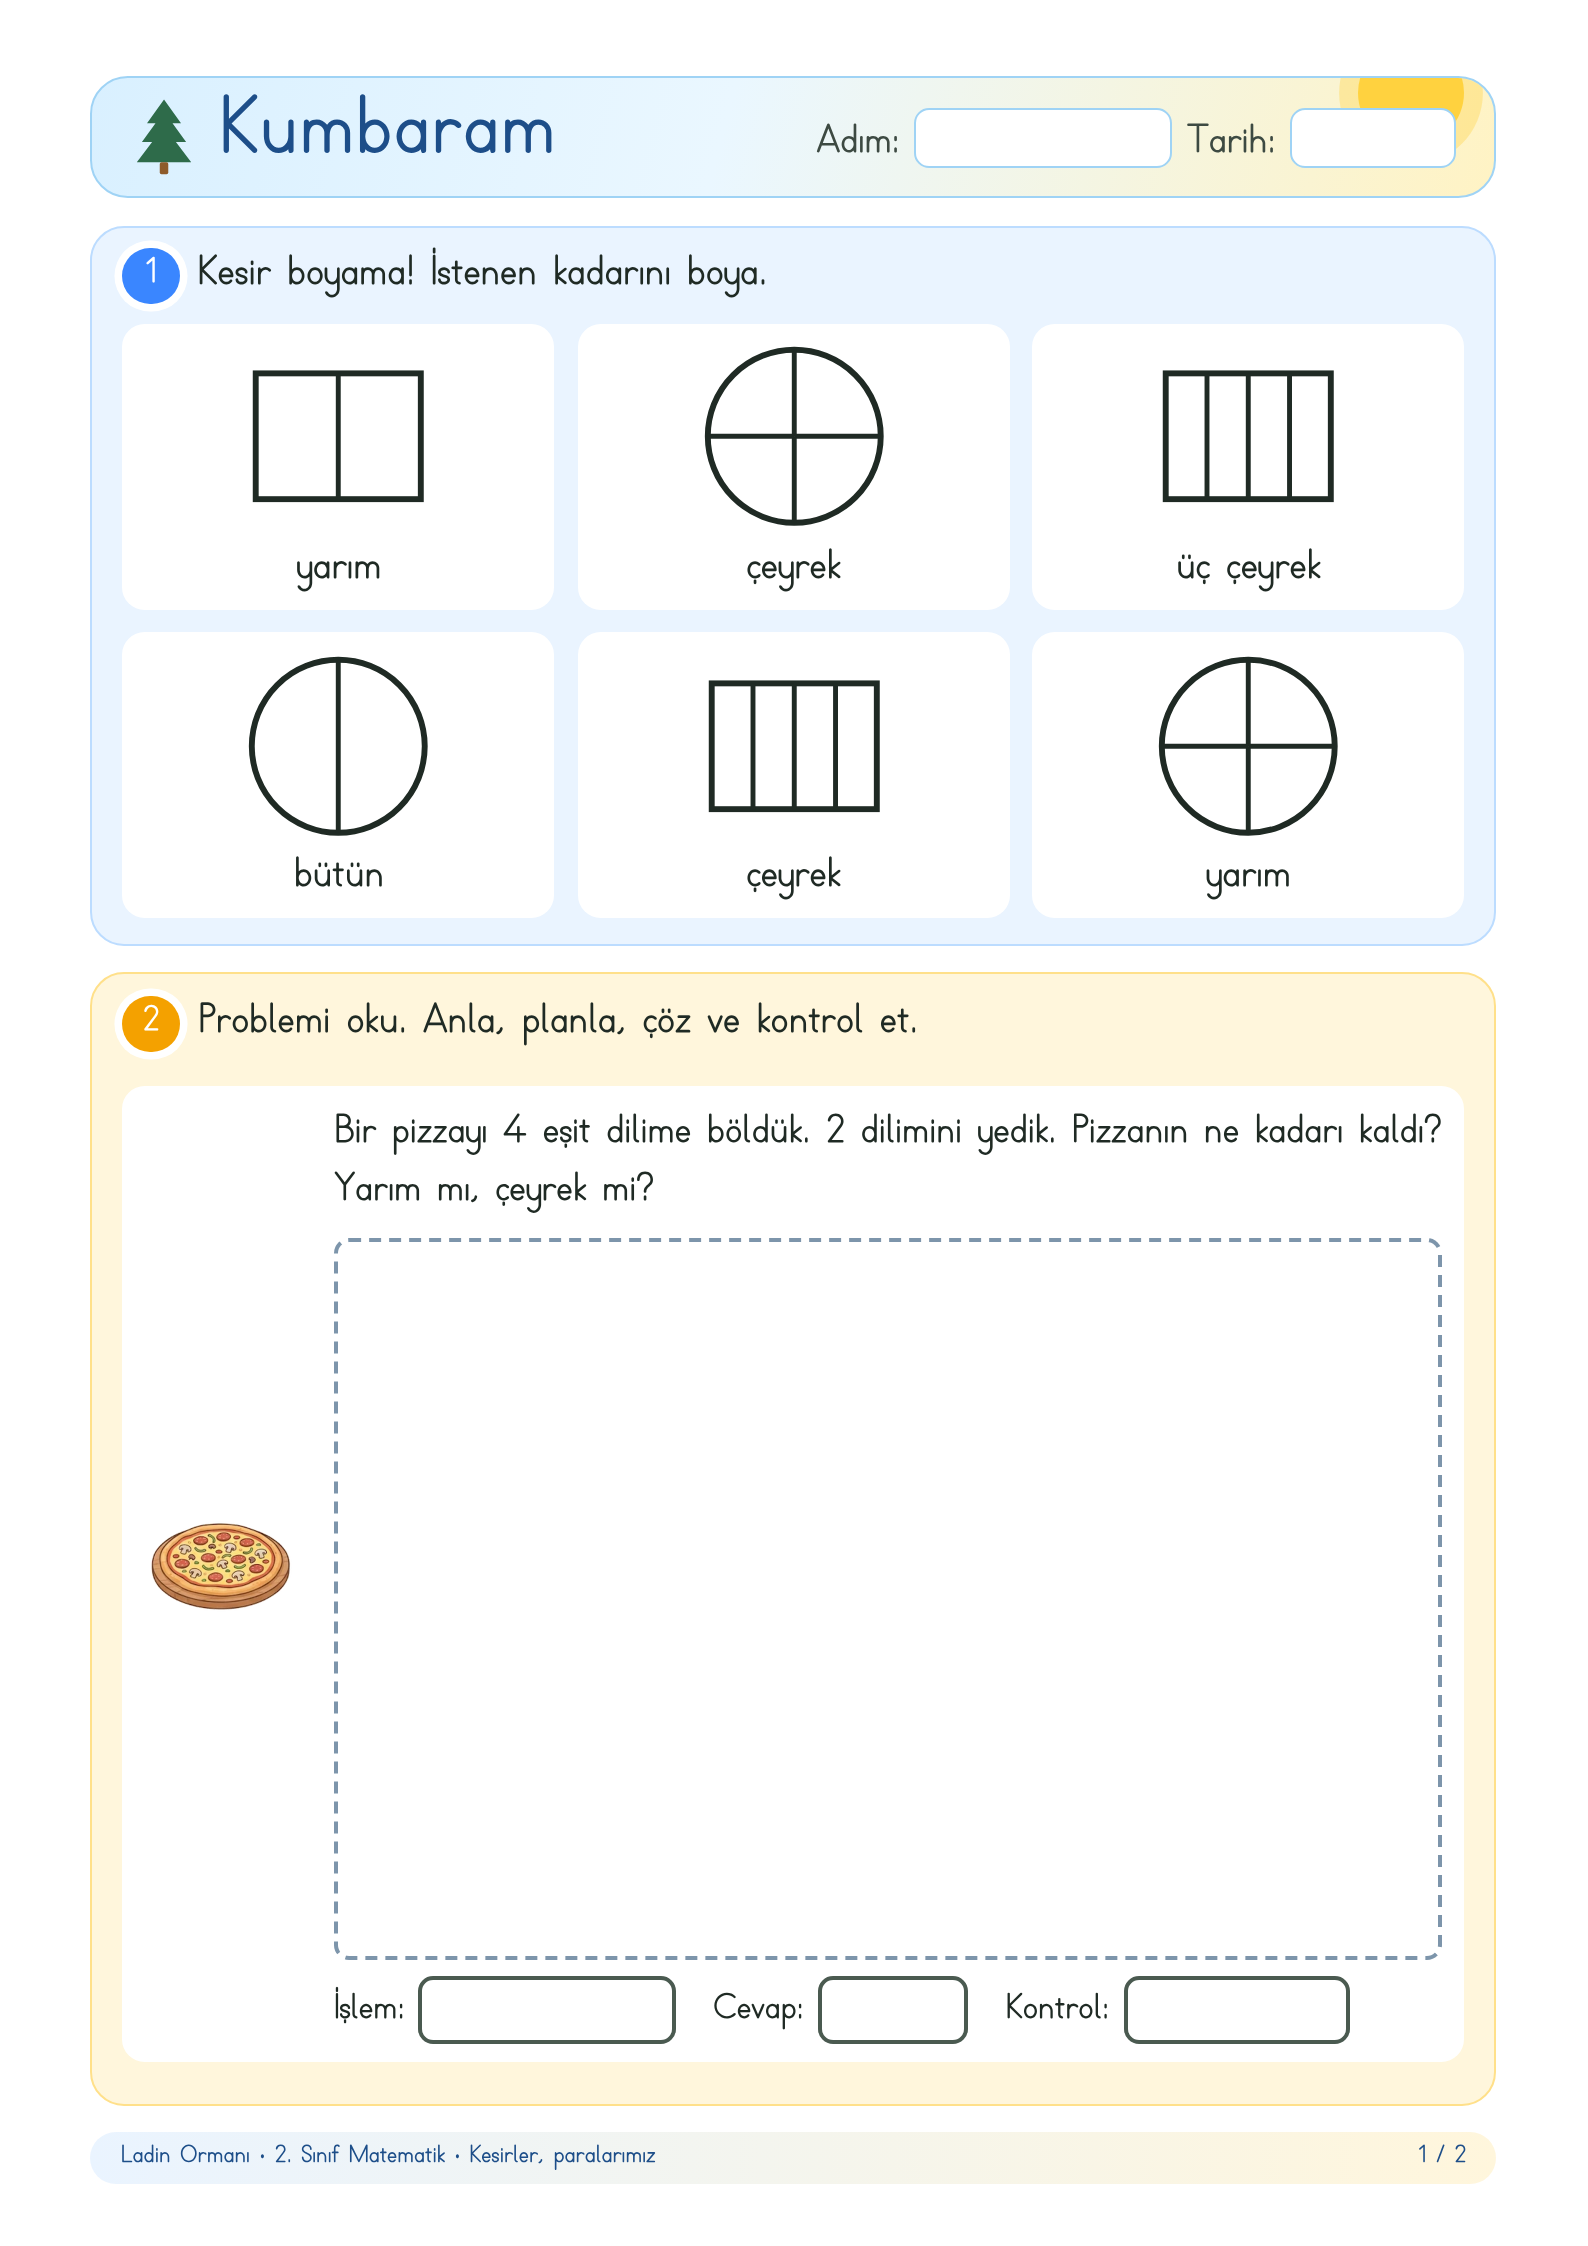 Kumbaram
Adım:
Tarih:
1
Kesir boyama! İstenen kadarını boya.
yarım
çeyrek
üç çeyrek
bütün
çeyrek
yarım
2
Problemi oku. Anla, planla, çöz ve kontrol et.
Bir pizzayı 4 eşit dilime böldük. 2 dilimini yedik. Pizzanın ne kadarı kaldı?
Yarım mı, çeyrek mi?
İşlem:
Cevap:
Kontrol:
Ladin Ormanı • 2. Sınıf Matematik • Kesirler, paralarımız
1 / 2